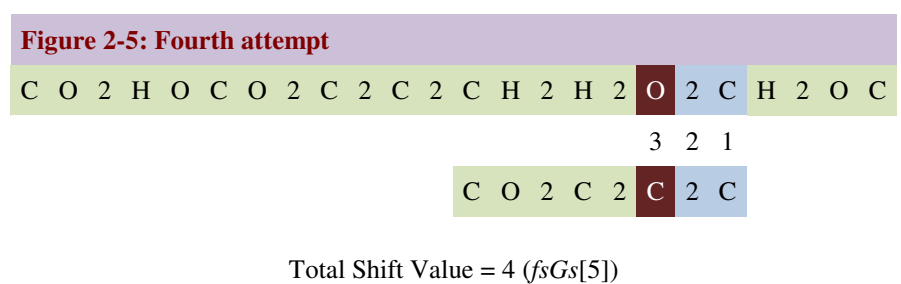 Figure 2-5: Fourth attempt
C O 2 H O C O 2 C 2 C 2 C H 2 H 2 O 2 C H 2 O C
3 2 1
C O 2 C 2 C 2 C
Total Shift Value = 4 (fsGs[5])